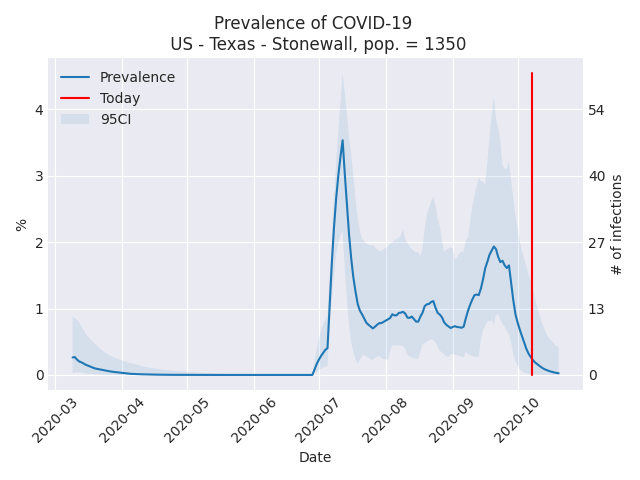 Prevalence of COVID-19
US - Texas - Stonewall, pop. = 1350
Prevalence
Today
95CI
4
3
2
1
0
%
54
40
27
13
0
# of infections
2020-03
2020-04
2020-05
2020-06
2020-07
2020-08
2020-09
2020-10
Date